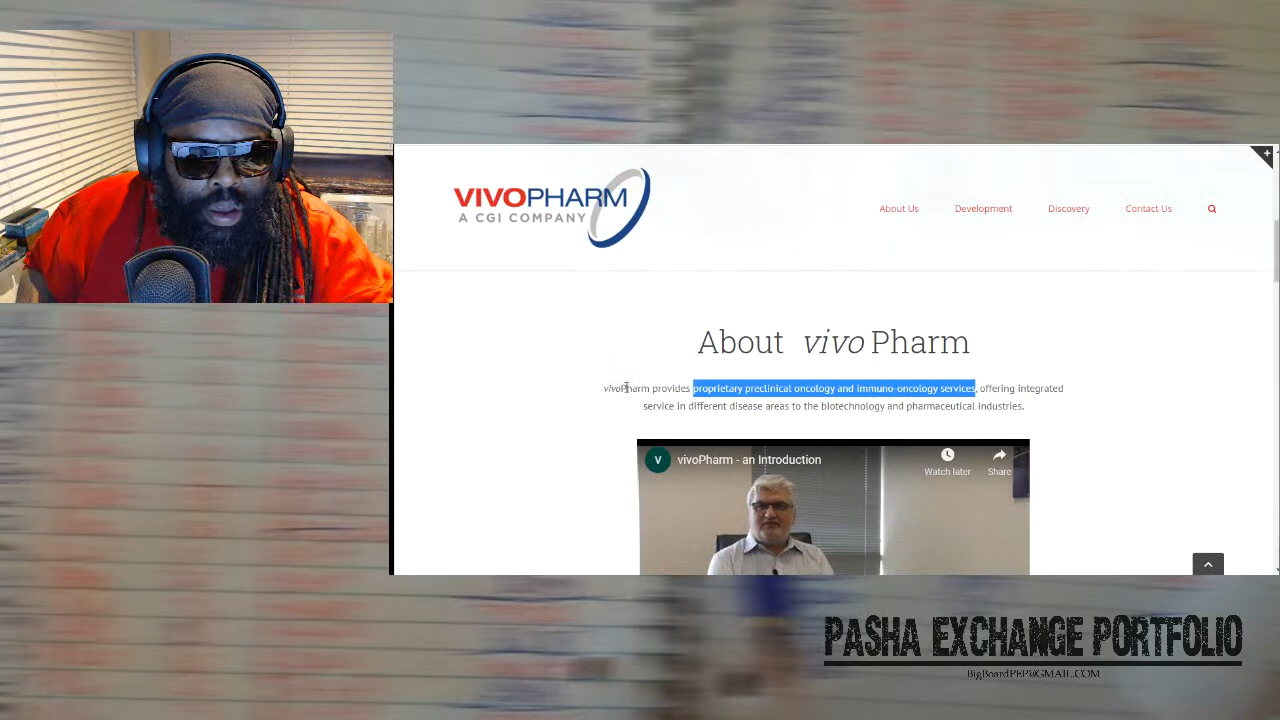 VIVOPHARM
A CGI COMPANY
About Us Development Discovery Contact Us
About vivo Pharm
vivoPharm provides proprietary preclinical oncology and immuno-oncology services, offering integrated
service in different disease areas to the biotechnology and pharmaceutical industries.
V vivoPharm - an Introduction
Watch later Share
PASHA EXCHANGE PORTFOLIO
BigBoardPEP@GMAIL.COM